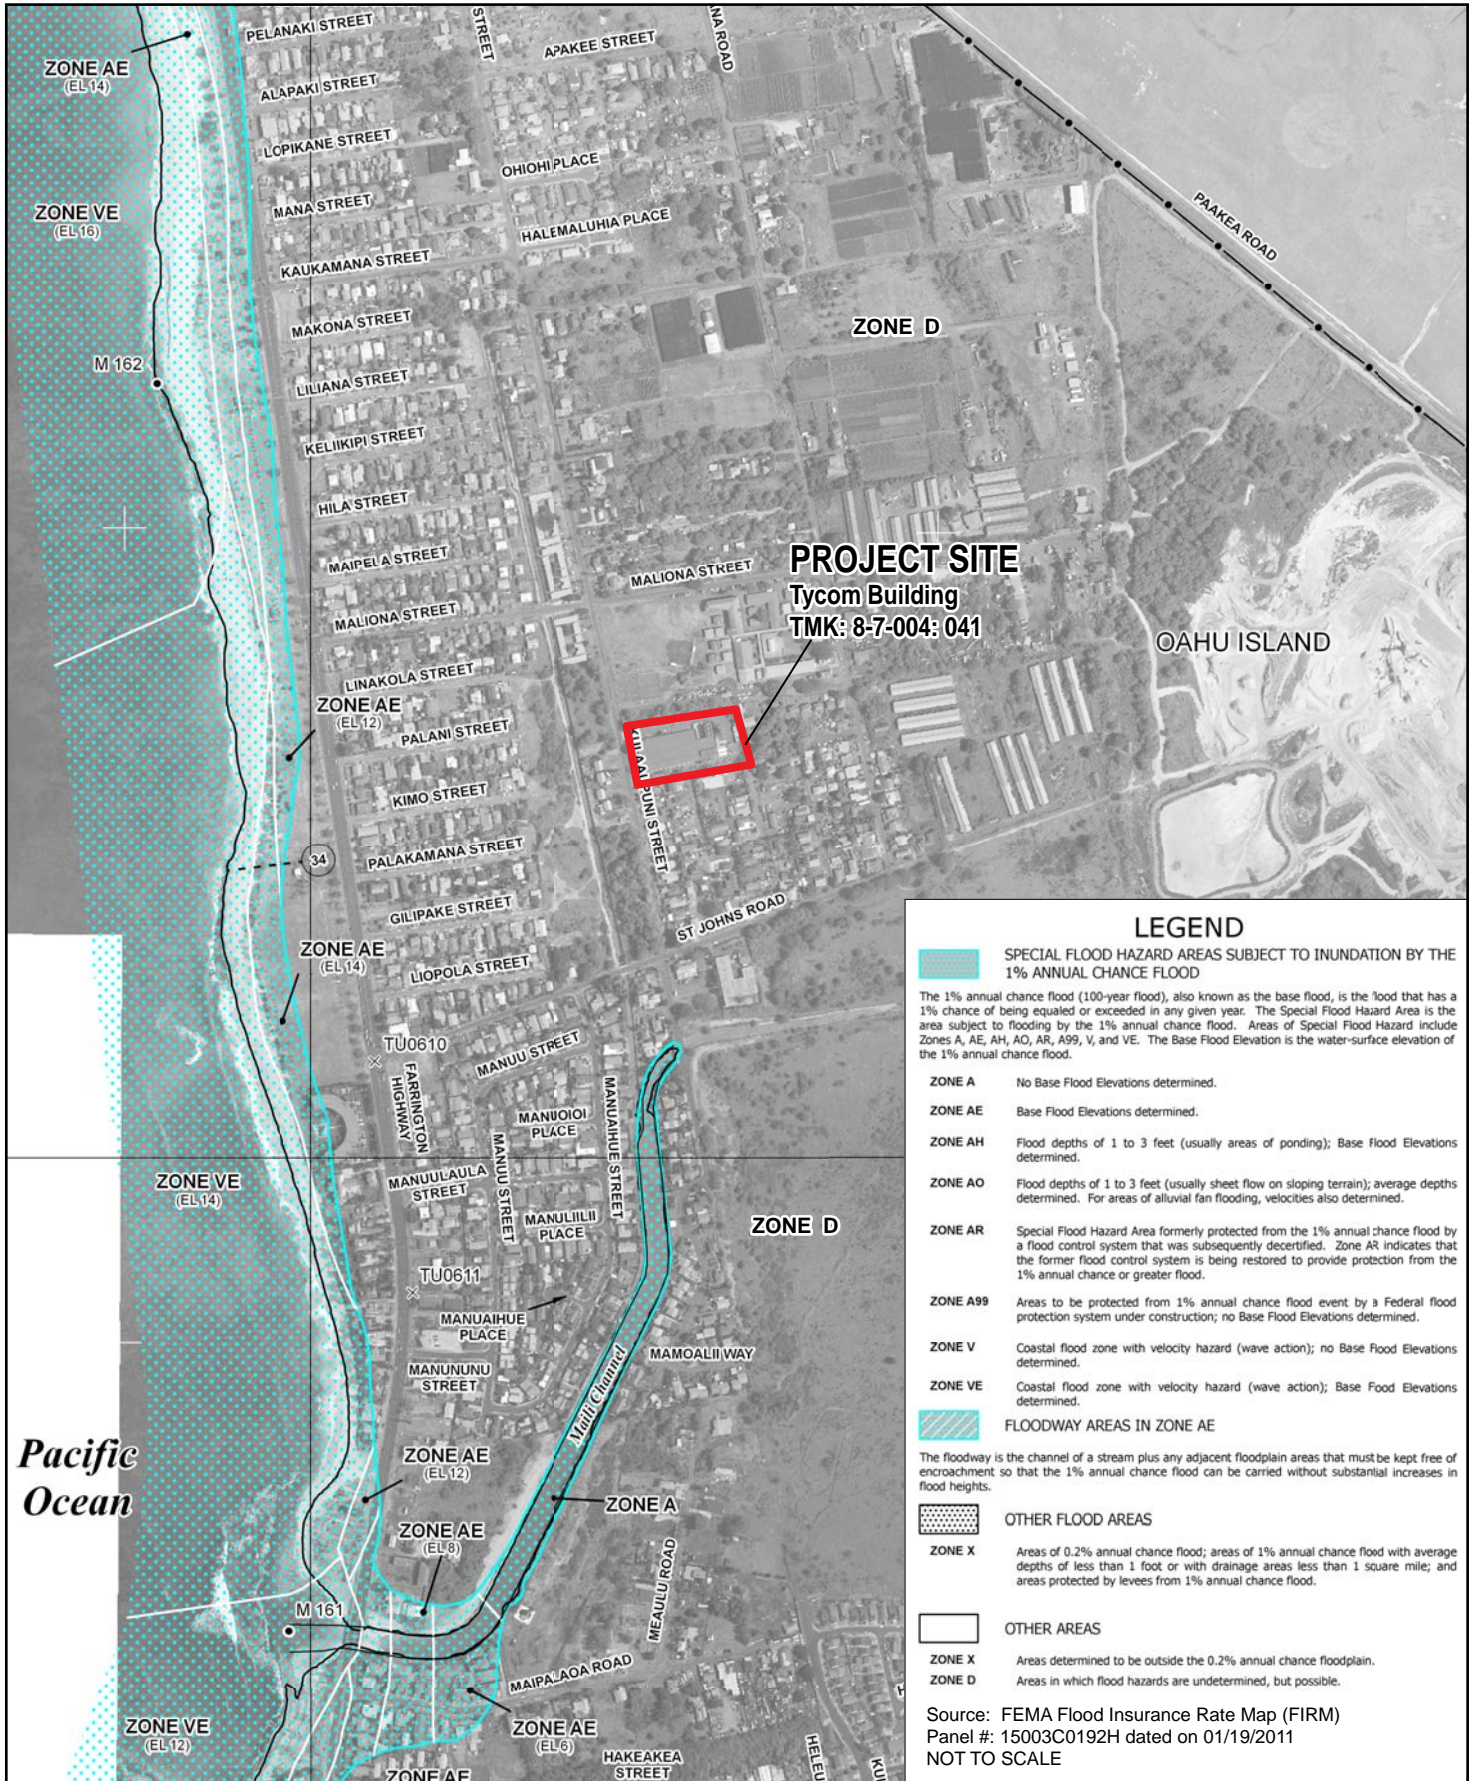 PELANAKI STREET
STREET
APAKEE STREET
NA ROAD
ZONE AE
(EL 14)
ALAPAKI STREET
LOPIKANE STREET
OHIOHI PLACE
MANA STREET
ZONE VE
(EL 16)
HALEMALUHIA PLACE
PAAKEA ROAD
KAUKAMANA STREET
MAKONA STREET
ZONE D
M 162
LILIANA STREET
KELIIKIPI STREET
HILA STREET
MAIPELA STREET
MALIONA STREET
PROJECT SITE
Tycom Building
TMK: 8-7-004: 041
MALIONA STREET
OAHU ISLAND
LINAKOLA STREET
ZONE AE
(EL 12)
PALANI STREET
KULAAUPUNI STREET
KIMO STREET
PALAKAMANA STREET
34
GILIPAKE STREET
ST JOHNS ROAD
ZONE AE
(EL 14)
LIOPOLA STREET
TU0610
MANUU STREET
FARRINGTON
HIGHWAY
MANUOIOI
PLACE
MANUAIHUE STREET
MANUU STREET
MANUULAULA
STREET
ZONE VE
(EL 14)
MANULIILII
PLACE
ZONE D
TU0611
MANUAIHUE
PLACE
MAMOALII WAY
MANUNUNU
STREET
Maili Channel
Pacific
Ocean
ZONE AE
(EL 12)
ZONE A
ZONE AE
(EL 8)
MEAULU ROAD
M 161
MAIPALAOA ROAD
ZONE VE
(EL 12)
ZONE AE
(EL 6)
HAKEAKEA
STREET
HELEU
KU
H
ZONE AE
LEGEND
SPECIAL FLOOD HAZARD AREAS SUBJECT TO INUNDATION BY THE
1% ANNUAL CHANCE FLOOD
The 1% annual chance flood (100-year flood), also known as the base flood, is the flood that has a
1% chance of being equaled or exceeded in any given year. The Special Flood Hazard Area is the
area subject to flooding by the 1% annual chance flood. Areas of Special Flood Hazard include
Zones A, AE, AH, AO, AR, A99, V, and VE. The Base Flood Elevation is the water-surface elevation of
the 1% annual chance flood.
ZONE A No Base Flood Elevations determined.
ZONE AE Base Flood Elevations determined.
ZONE AH Flood depths of 1 to 3 feet (usually areas of ponding); Base Flood Elevations
determined.
ZONE AO Flood depths of 1 to 3 feet (usually sheet flow on sloping terrain); average depths
determined. For areas of alluvial fan flooding, velocities also determined.
ZONE AR Special Flood Hazard Area formerly protected from the 1% annual chance flood by
a flood control system that was subsequently decertified. Zone AR indicates that
the former flood control system is being restored to provide protection from the
1% annual chance or greater flood.
ZONE A99 Areas to be protected from 1% annual chance flood event by a Federal flood
protection system under construction; no Base Flood Elevations determined.
ZONE V Coastal flood zone with velocity hazard (wave action); no Base Flood Elevations
determined.
ZONE VE Coastal flood zone with velocity hazard (wave action); Base Flood Elevations
determined.
FLOODWAY AREAS IN ZONE AE
The floodway is the channel of a stream plus any adjacent floodplain areas that must be kept free of
encroachment so that the 1% annual chance flood can be carried without substantial increases in
flood heights.
OTHER FLOOD AREAS
ZONE X Areas of 0.2% annual chance flood; areas of 1% annual chance flood with average
depths of less than 1 foot or with drainage areas less than 1 square mile; and
areas protected by levees from 1% annual chance flood.
OTHER AREAS
ZONE X Areas determined to be outside the 0.2% annual chance floodplain.
ZONE D Areas in which flood hazards are undetermined, but possible.
Source: FEMA Flood Insurance Rate Map (FIRM)
Panel #: 15003C0192H dated on 01/19/2011
NOT TO SCALE